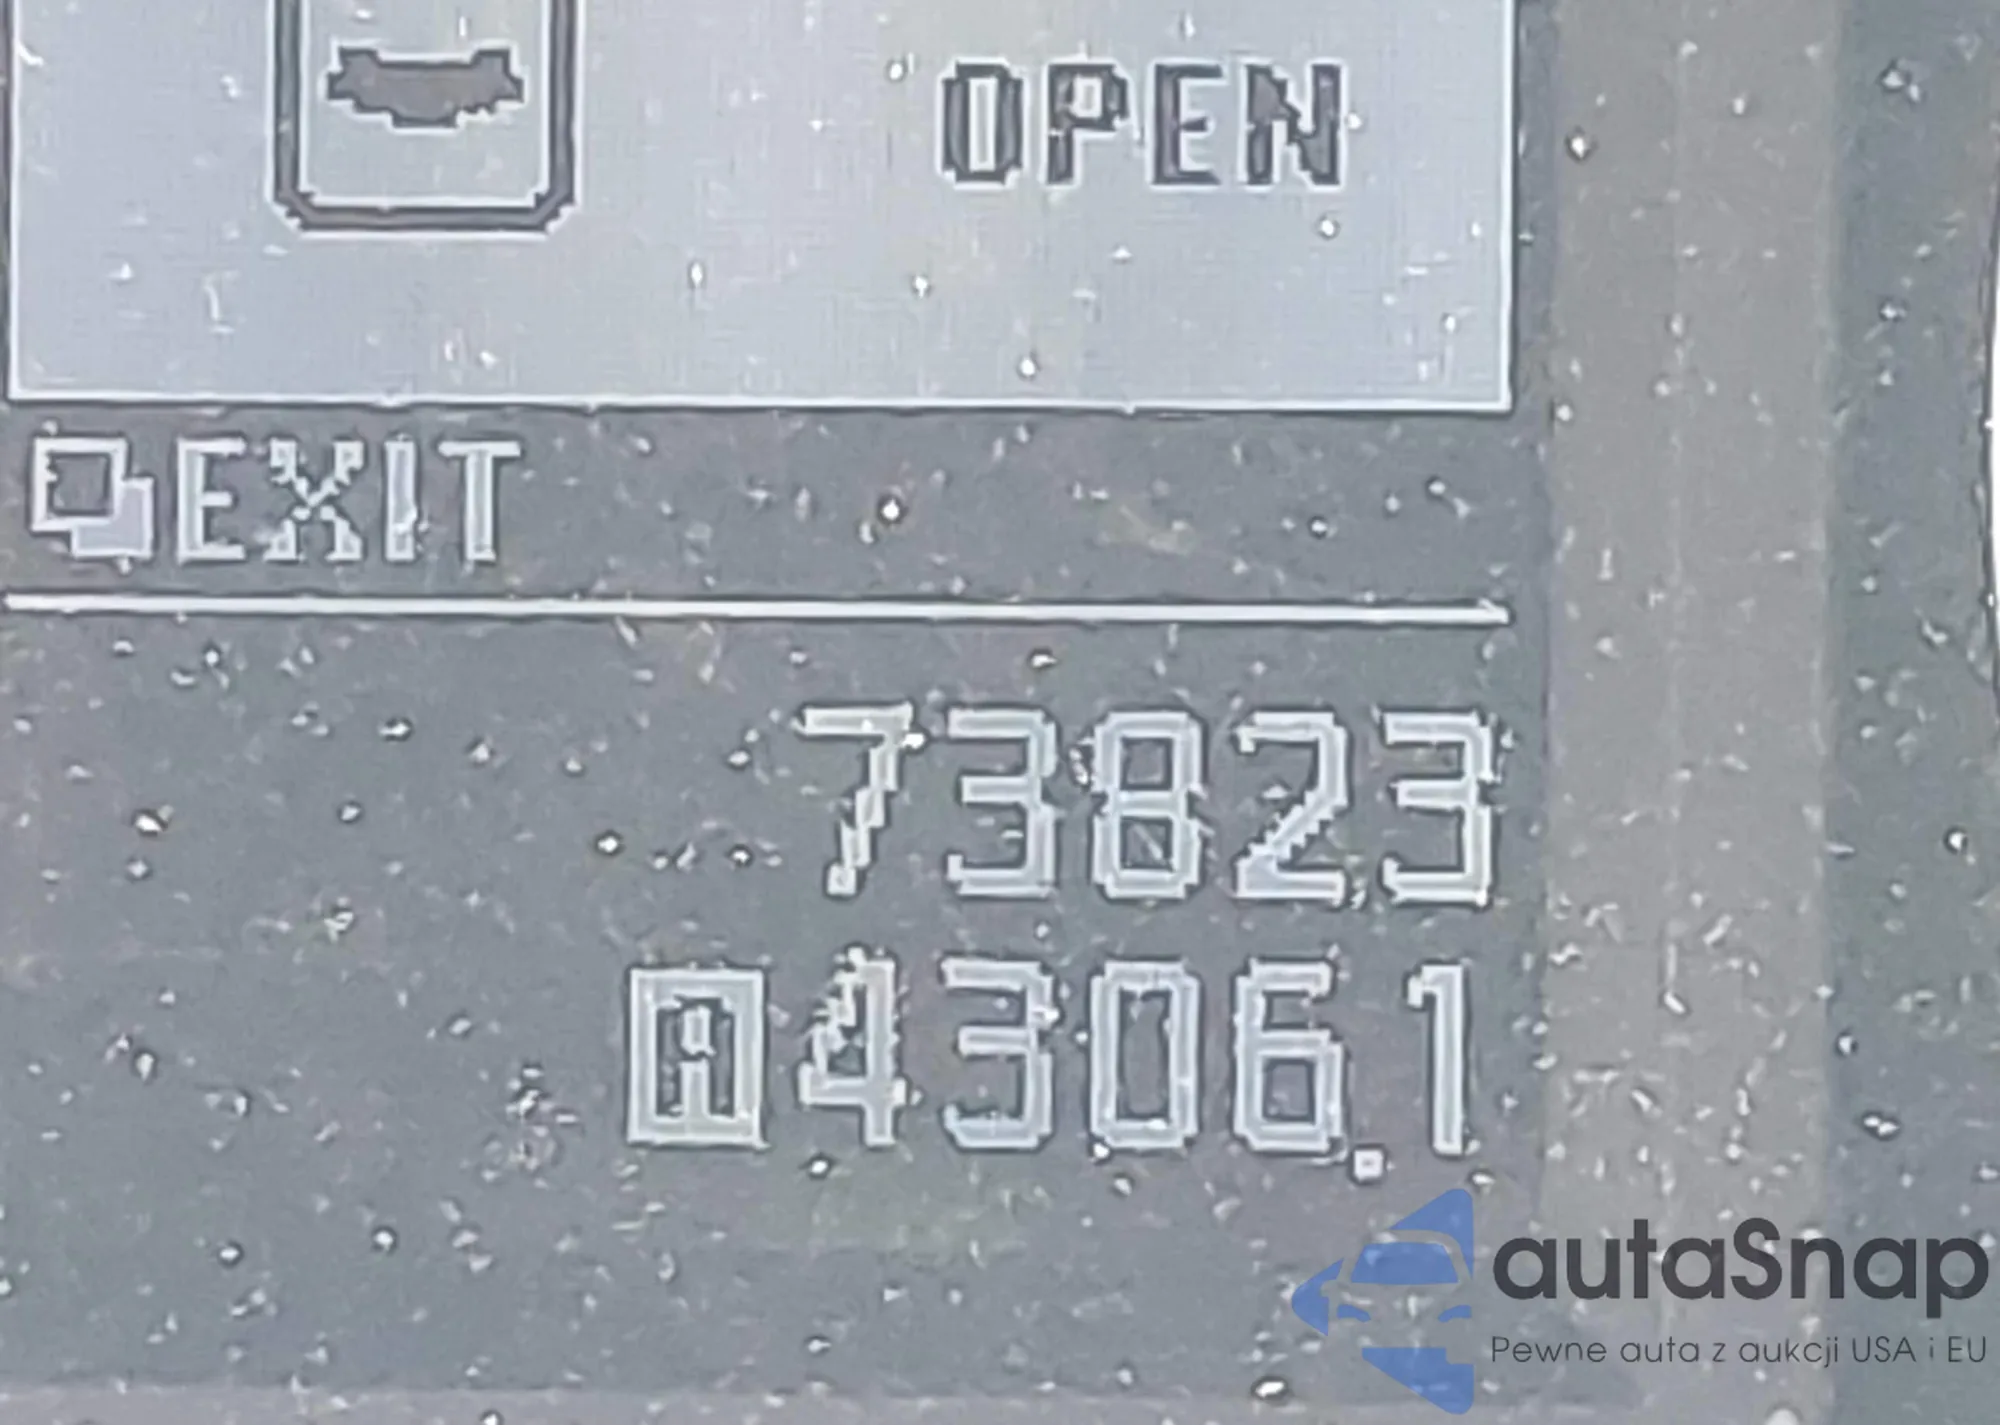 OPEN
EXIT
73823
A 4306.1
autaSnap
Pewne auta z aukcji USA i EU